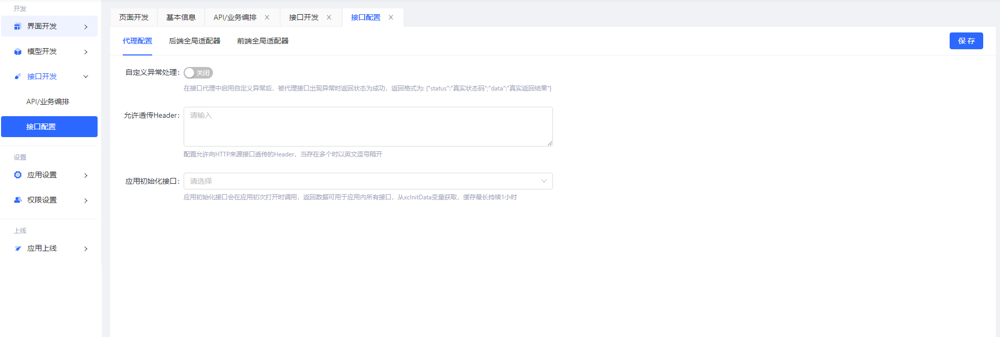 开发
界面开发
模型开发
接口开发
API/业务编排
接口配置
设置
应用设置
权限设置
上线
应用上线
页面开发
基本信息
API/业务编排
接口开发
接口配置
代理配置
后端全局适配器
前端全局适配器
保 存
自定义异常处理:
关闭
在接口代理中启用自定义异常后，被代理接口出现异常时返回状态为成功，返回格式为: {"status":"真实状态码";"data":"真实返回结果"}
允许透传Header:
请输入
配置允许向HTTP来源接口透传的Header，当存在多个时以英文逗号隔开
应用初始化接口:
请选择
应用初始化接口会在应用初次打开时调用，返回数据可用于应用内所有接口，从xcInitData变量获取，缓存最长持续1小时